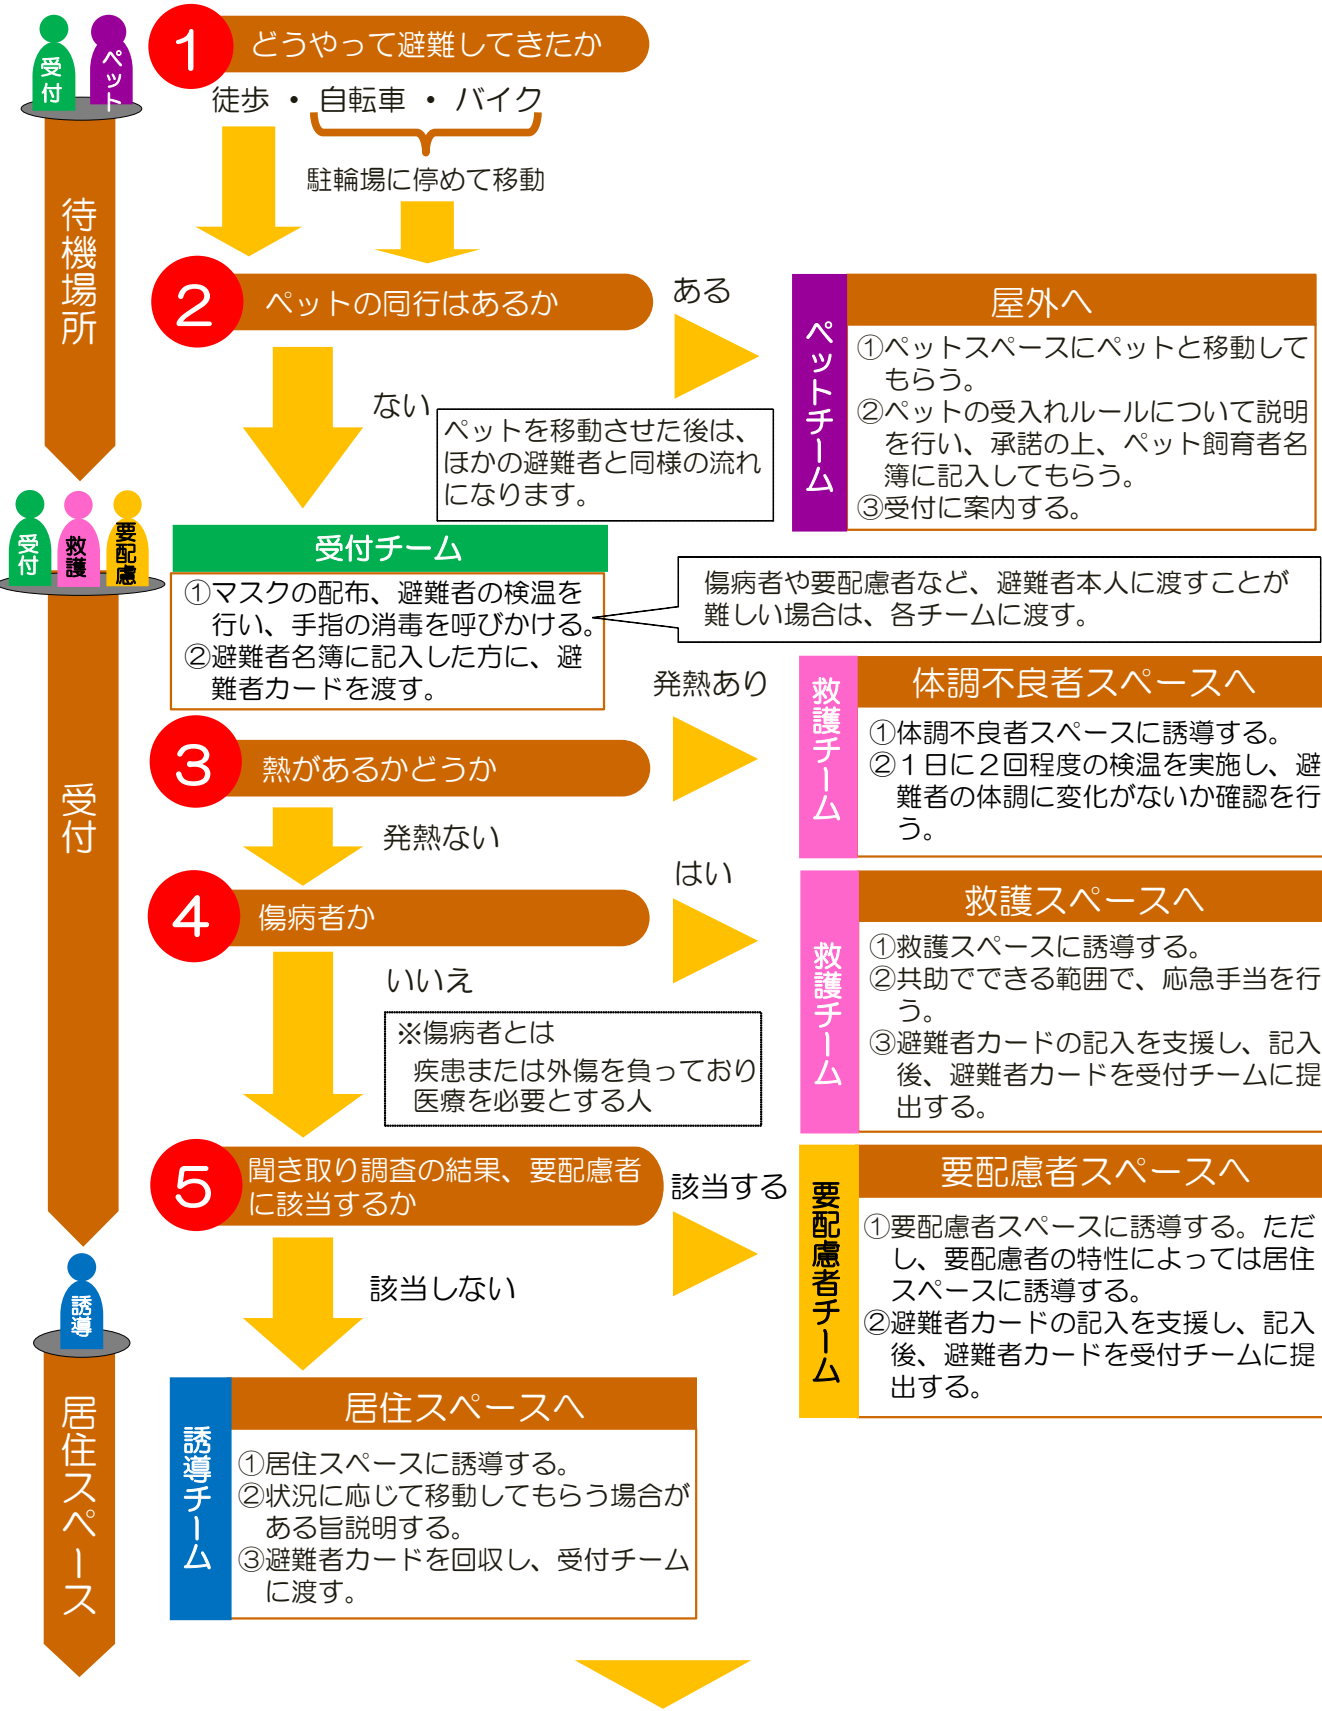 受付
ペット
1
どうやって避難してきたか
徒歩 ・ 自転車 ・ バイク
駐輪場に停めて移動
待機場所
2
ペットの同行はあるか
ある
ない
ペットを移動させた後は、
ほかの避難者と同様の流れ
になります。
ペットチーム
屋外へ
①ペットスペースにペットと移動して
もらう。
②ペットの受入れルールについて説明
を行い、承諾の上、ペット飼育者名
簿に記入してもらう。
③受付に案内する。
受付
救護
要配慮
受付チーム
①マスクの配布、避難者の検温を
行い、手指の消毒を呼びかける。
②避難者名簿に記入した方に、避
難者カードを渡す。
傷病者や要配慮者など、避難者本人に渡すことが
難しい場合は、各チームに渡す。
受付
3
熱があるかどうか
発熱あり
発熱ない
救護チーム
体調不良者スペースへ
①体調不良者スペースに誘導する。
②１日に２回程度の検温を実施し、避
難者の体調に変化がないか確認を行
う。
4
傷病者か
はい
いいえ
※傷病者とは
疾患または外傷を負っており
医療を必要とする人
救護チーム
救護スペースへ
①救護スペースに誘導する。
②共助でできる範囲で、応急手当を行
う。
③避難者カードの記入を支援し、記入
後、避難者カードを受付チームに提
出する。
5
聞き取り調査の結果、要配慮者
に該当するか
該当する
該当しない
要配慮者チーム
要配慮者スペースへ
①要配慮者スペースに誘導する。ただ
し、要配慮者の特性によっては居住
スペースに誘導する。
②避難者カードの記入を支援し、記入
後、避難者カードを受付チームに提
出する。
誘導
居住スペース
誘導チーム
居住スペースへ
①居住スペースに誘導する。
②状況に応じて移動してもらう場合が
ある旨説明する。
③避難者カードを回収し、受付チーム
に渡す。